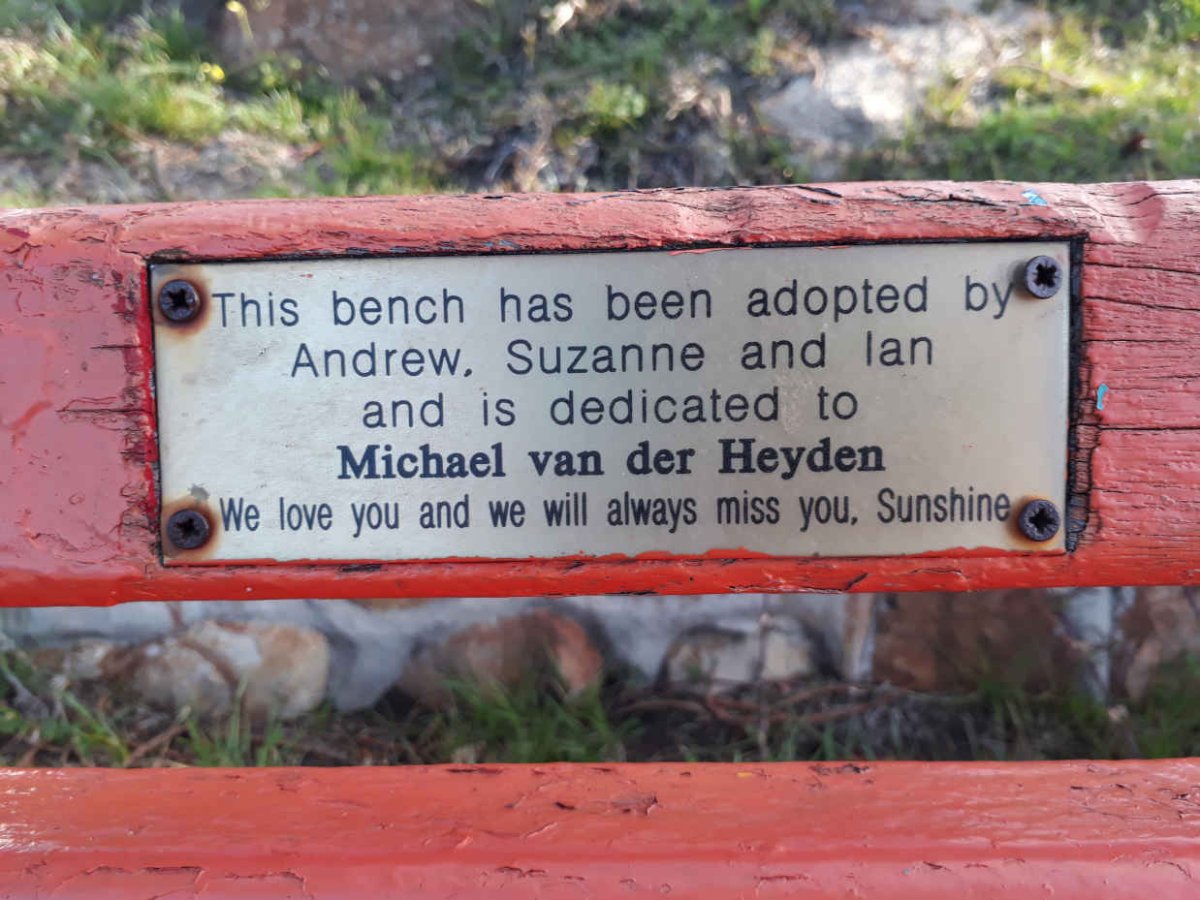 This bench has been adopted by
Andrew, Suzanne and Ian
and is dedicated to
Michael van der Heyden
We love you and we will always miss you, Sunshine